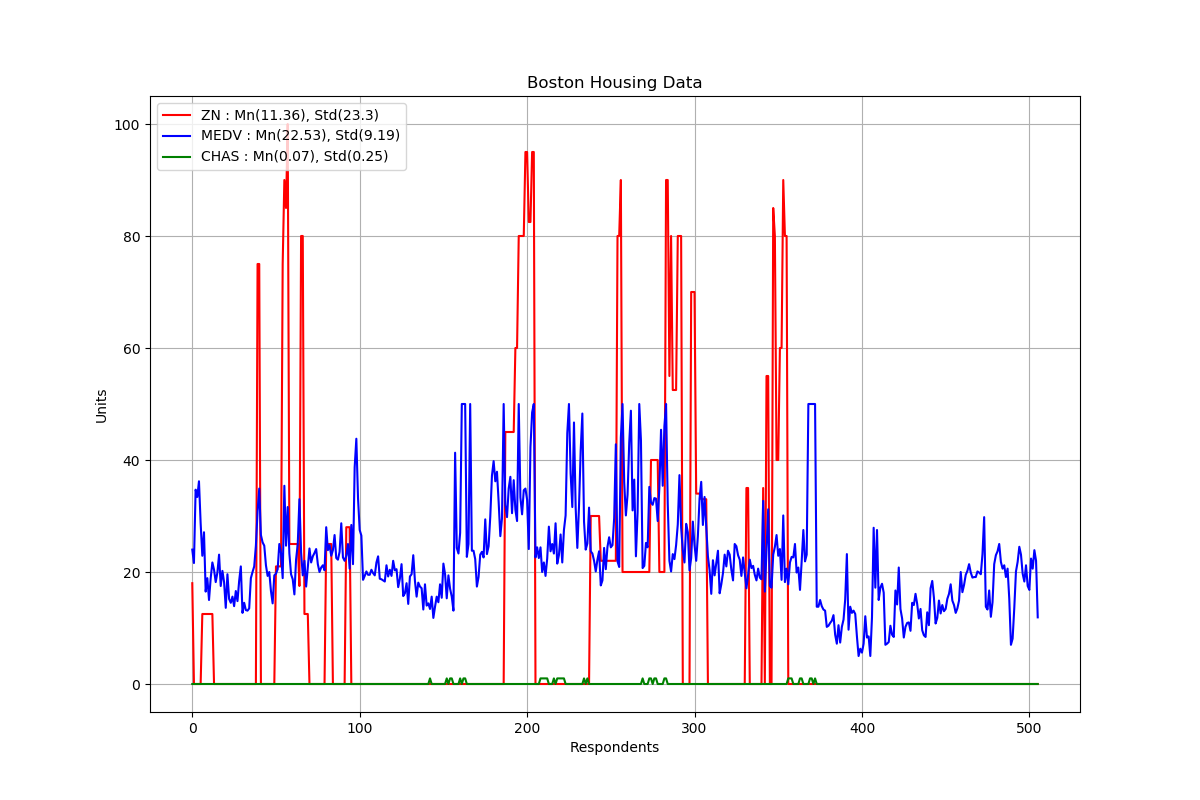 Boston Housing Data
ZN : Mn(11.36), Std(23.3)
MEDV : Mn(22.53), Std(9.19)
CHAS : Mn(0.07), Std(0.25)
100
80
60
40
20
0
Units
0 100 200 300 400 500
Respondents